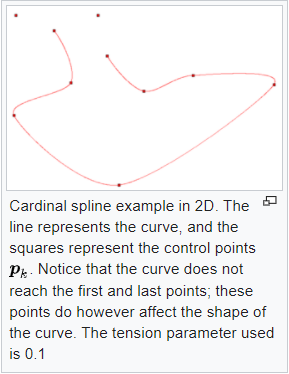 Cardinal spline example in 2D. The
line represents the curve, and the
squares represent the control points
𝒑ₖ. Notice that the curve does not
reach the first and last points; these
points do however affect the shape of
the curve. The tension parameter used
is 0.1